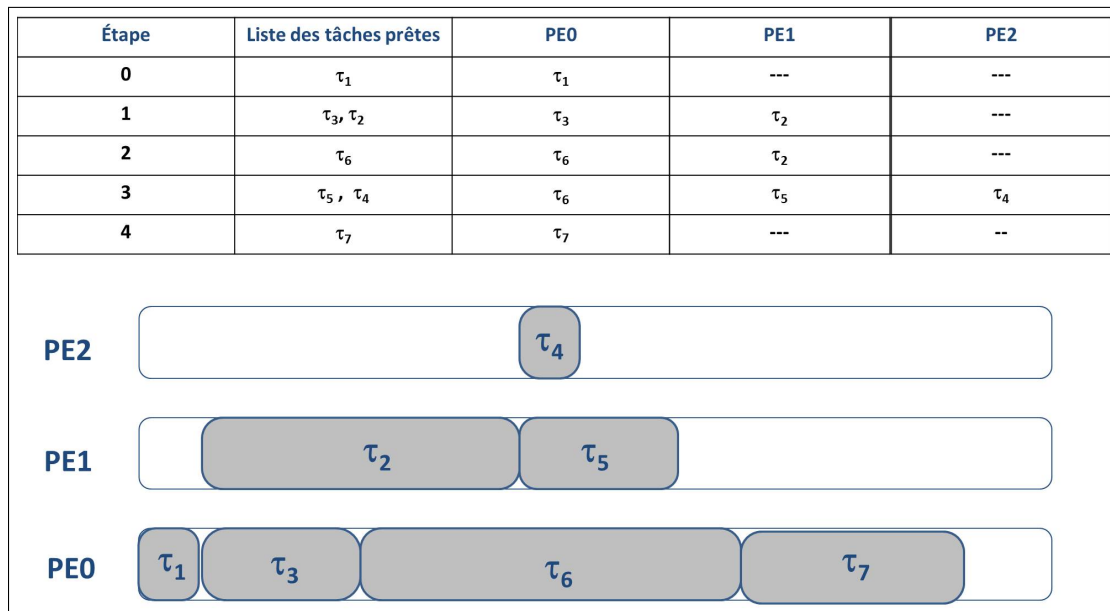 Étape Liste des tâches prêtes PE0 PE1 PE2
0 τ1 τ1 --- ---
1 τ3, τ2 τ3 τ2 ---
2 τ6 τ6 τ2 ---
3 τ5 , τ4 τ6 τ5 τ4
4 τ7 τ7 --- --
PE2 τ4
PE1 τ2 τ5
PE0 τ1 τ3 τ6 τ7